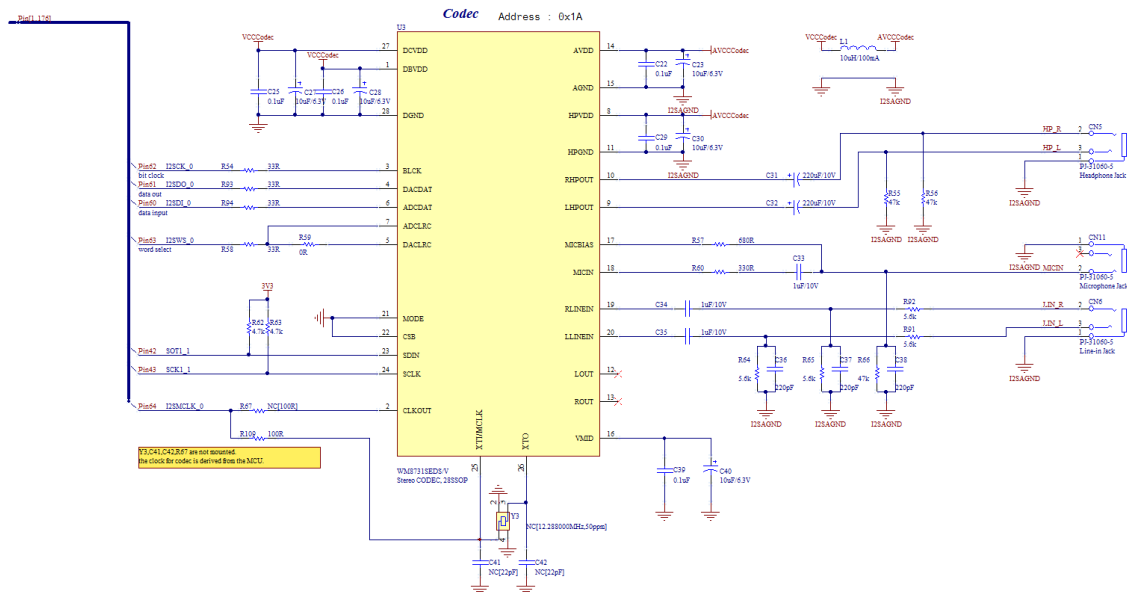 Pin[1..176]
Codec Address : 0x1A
U3
VCCCodec
VCCCodec
C25
0.1uF
C27
10uF/6.3V
C26
0.1uF
C28
10uF/6.3V
27 DCVDD
1 DBVDD
28 DGND
Pin62 I2SCK_0 R54 33R 3 BLCK
bit clock
Pin61 I2SDO_0 R93 33R 4 DACDAT
data out
Pin60 I2SDI_0 R94 33R 6 ADCDAT
data input
7 ADCLRC
Pin63 I2SWS_0 R58 33R R59 0R 5 DACLRC
word select
3V3
R62
4.7k
R63
4.7k
21 MODE
22 CSB
Pin42 SOT1_1 23 SDIN
Pin43 SCK1_1 24 SCLK
Pin64 I2SMCLK_0 R67 NC[100R] 2 CLKOUT
R109 100R
Y3,C41,C42,R67 are not mounted.
the clock for codec is derived from the MCU.
WM8731SEDS/V
Stereo CODEC, 28SSOP
XTI/MCLK
25
XTO
26
2
3
Y3
4
NC[12.288000MHz,50ppm]
C41
NC[22pF]
C42
NC[22pF]
AVDD 14 AVCCCodec
C22
0.1uF
C23
10uF/6.3V
AGND 15
I2SAGND
HPVDD 8 AVCCCodec
C29
0.1uF
C30
10uF/6.3V
HPGND 11
I2SAGND
RHPOUT 10 C31 220uF/10V
LHPOUT 9 C32 220uF/10V
MICBIAS 17 R57 680R
MICIN 18 R60 330R C33
1uF/10V
RLINEIN 19 C34 1uF/10V R92
5.6k
LLINEIN 20 C35 1uF/10V R91
5.6k
LOUT 12
ROUT 13
VMID 16
C39
0.1uF
C40
10uF/6.3V
R64
5.6k
C36
220pF
I2SAGND
R65
5.6k
C37
220pF
I2SAGND
R66
47k
C38
220pF
I2SAGND
VCCCodec L1 AVCCCodec
10uH/100mA
I2SAGND
R55
47k
I2SAGND
R56
47k
I2SAGND
HP_R 2 CN5
HP_L 3
1
PJ-31060-5
Headphone Jack
I2SAGND
1 CN11
3
I2SAGND MICIN 2
PJ-31060-5
Microphone Jack
LIN_R 2 CN6
LIN_L 3
1
PJ-31060-5
Line-in Jack
I2SAGND